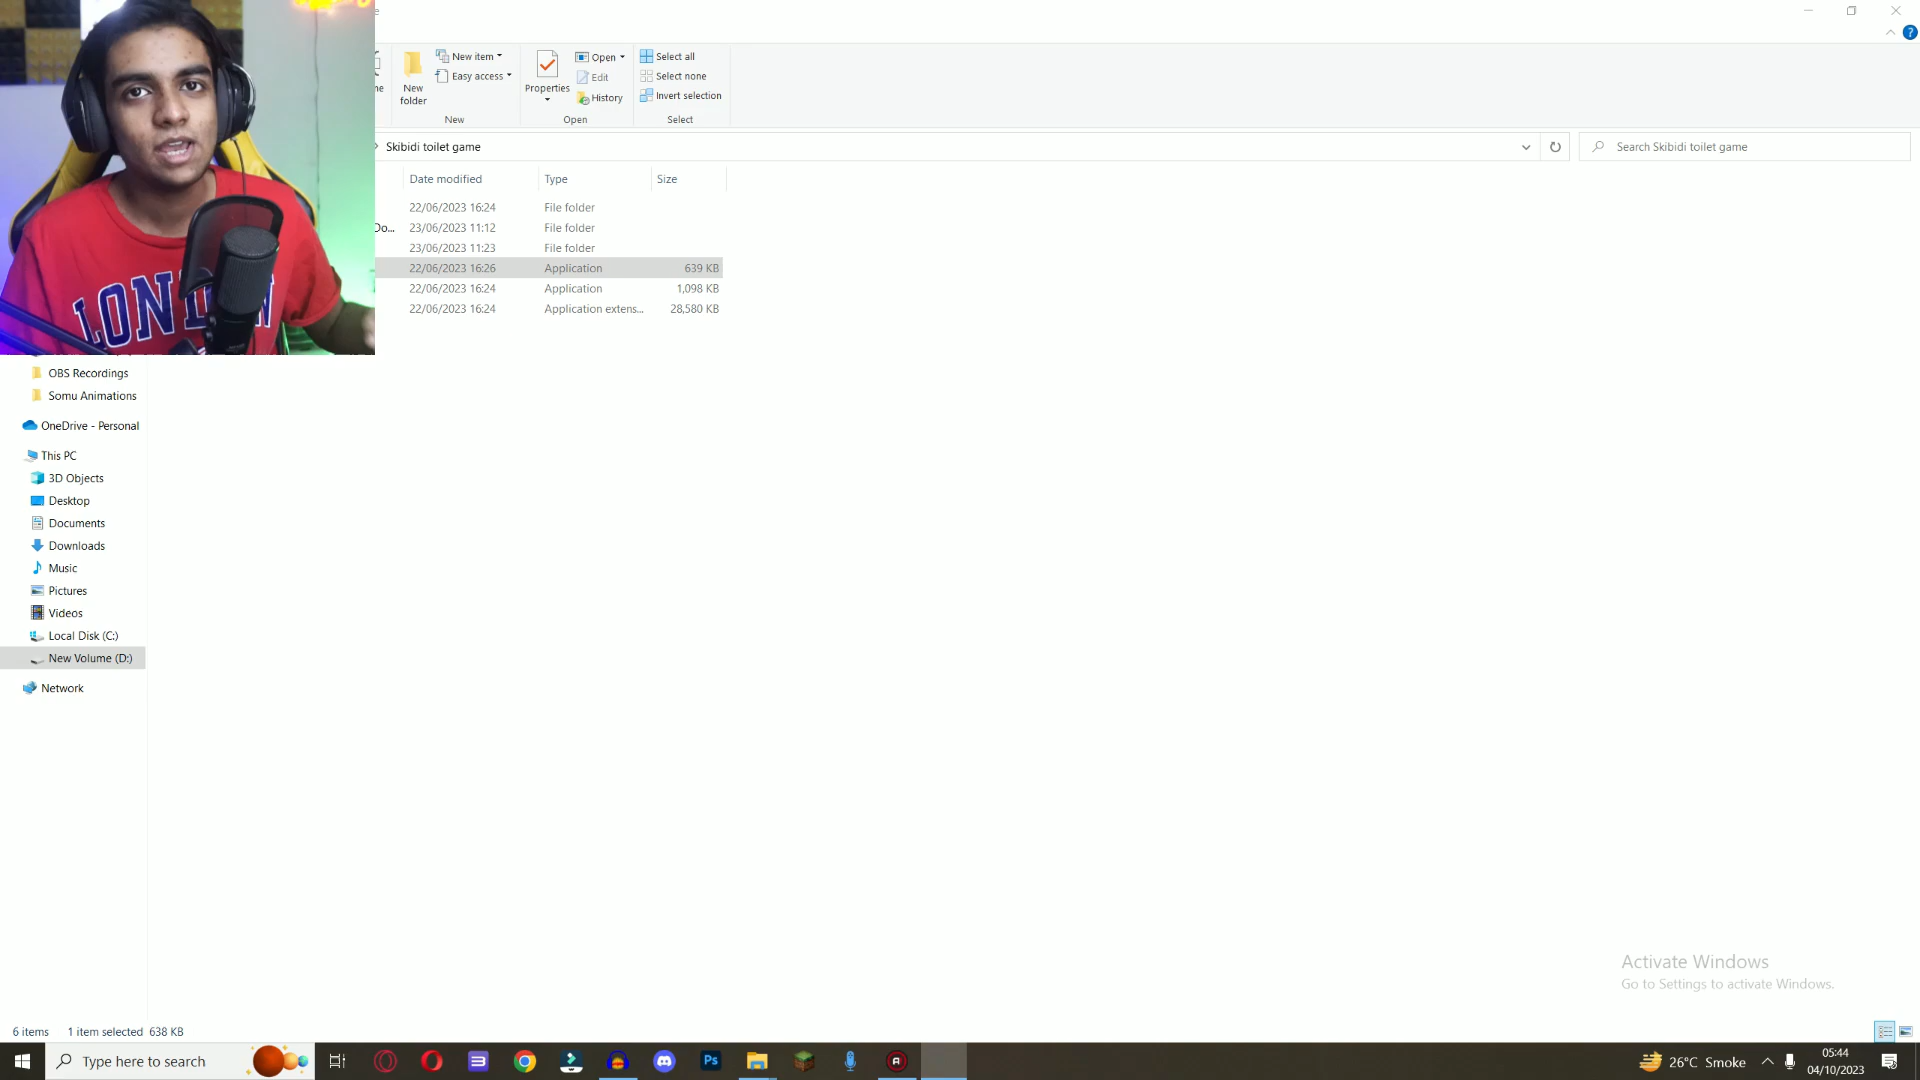 New item
Easy access
New
folder
Properties
Open
Edit
History
Select all
Select none
Invert selection
New
Open
Select
Skibidi toilet game
Search Skibidi toilet game
Date modified Type Size
22/06/2023 16:24 File folder
Do... 23/06/2023 11:12 File folder
23/06/2023 11:23 File folder
22/06/2023 16:26 Application 639 KB
22/06/2023 16:24 Application 1,098 KB
22/06/2023 16:24 Application extens... 28,580 KB
LONDON
OBS Recordings
Somu Animations
OneDrive - Personal
This PC
3D Objects
Desktop
Documents
Downloads
Music
Pictures
Videos
Local Disk (C:)
New Volume (D:)
Network
Activate Windows
Go to Settings to activate Windows.
6 items 1 item selected 638 KB
Type here to search
Ps
26°C Smoke
05:44
04/10/2023